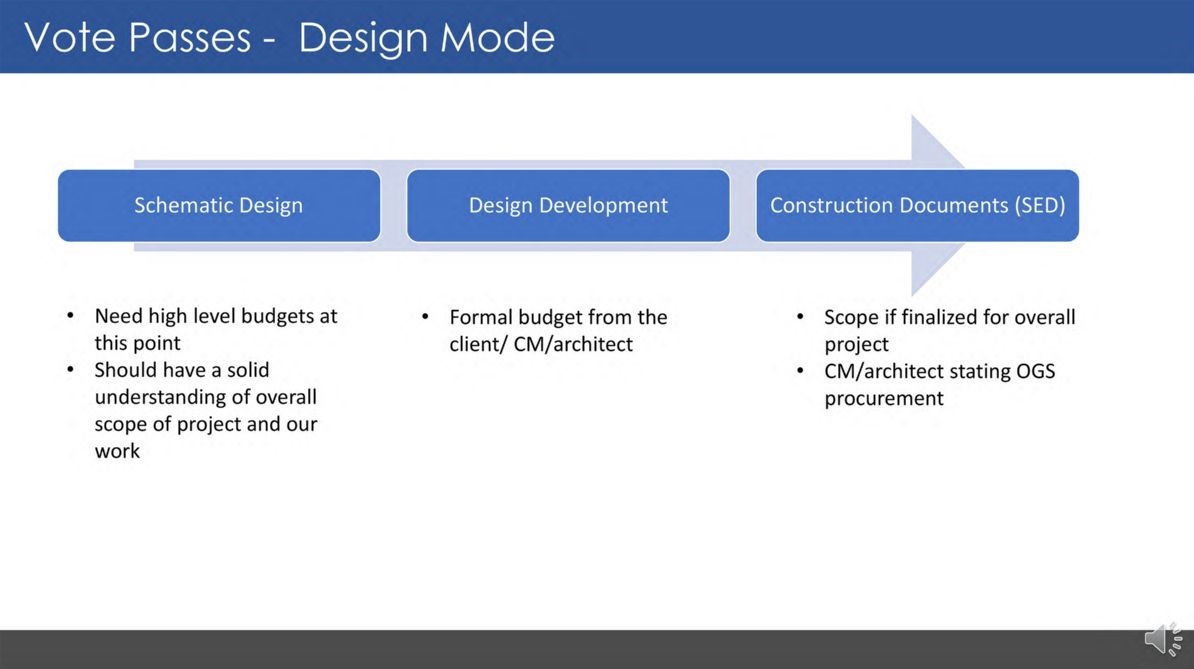 Vote Passes - Design Mode
Schematic Design
Design Development
Construction Documents (SED)
• Need high level budgets at
this point
• Should have a solid
understanding of overall
scope of project and our
work
• Formal budget from the
client/ CM/architect
• Scope if finalized for overall
project
• CM/architect stating OGS
procurement